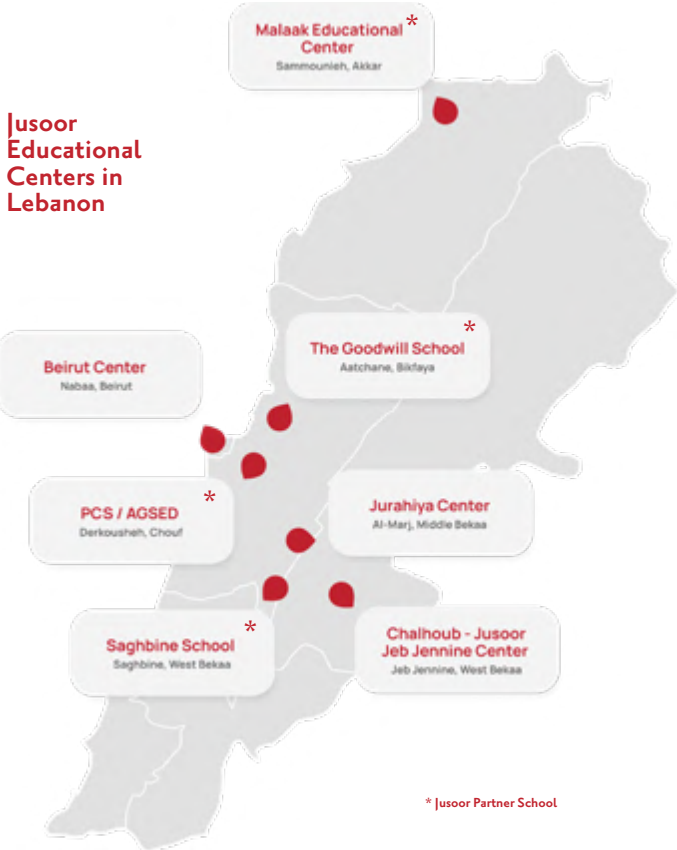 Malaak Educational *
Center
Sammounieh, Akkar
Jusoor
Educational
Centers in
Lebanon
*
The Goodwill School
Aatchane, Bikfaya
Beirut Center
Nabaa, Beirut
*
PCS / AGSED
Derkousheh, Chouf
Jurahiya Center
Al-Marj, Middle Bekaa
*
Saghbine School
Saghbine, West Bekaa
Chalhoub - Jusoor
Jeb Jennine Center
Jeb Jennine, West Bekaa
* Jusoor Partner School